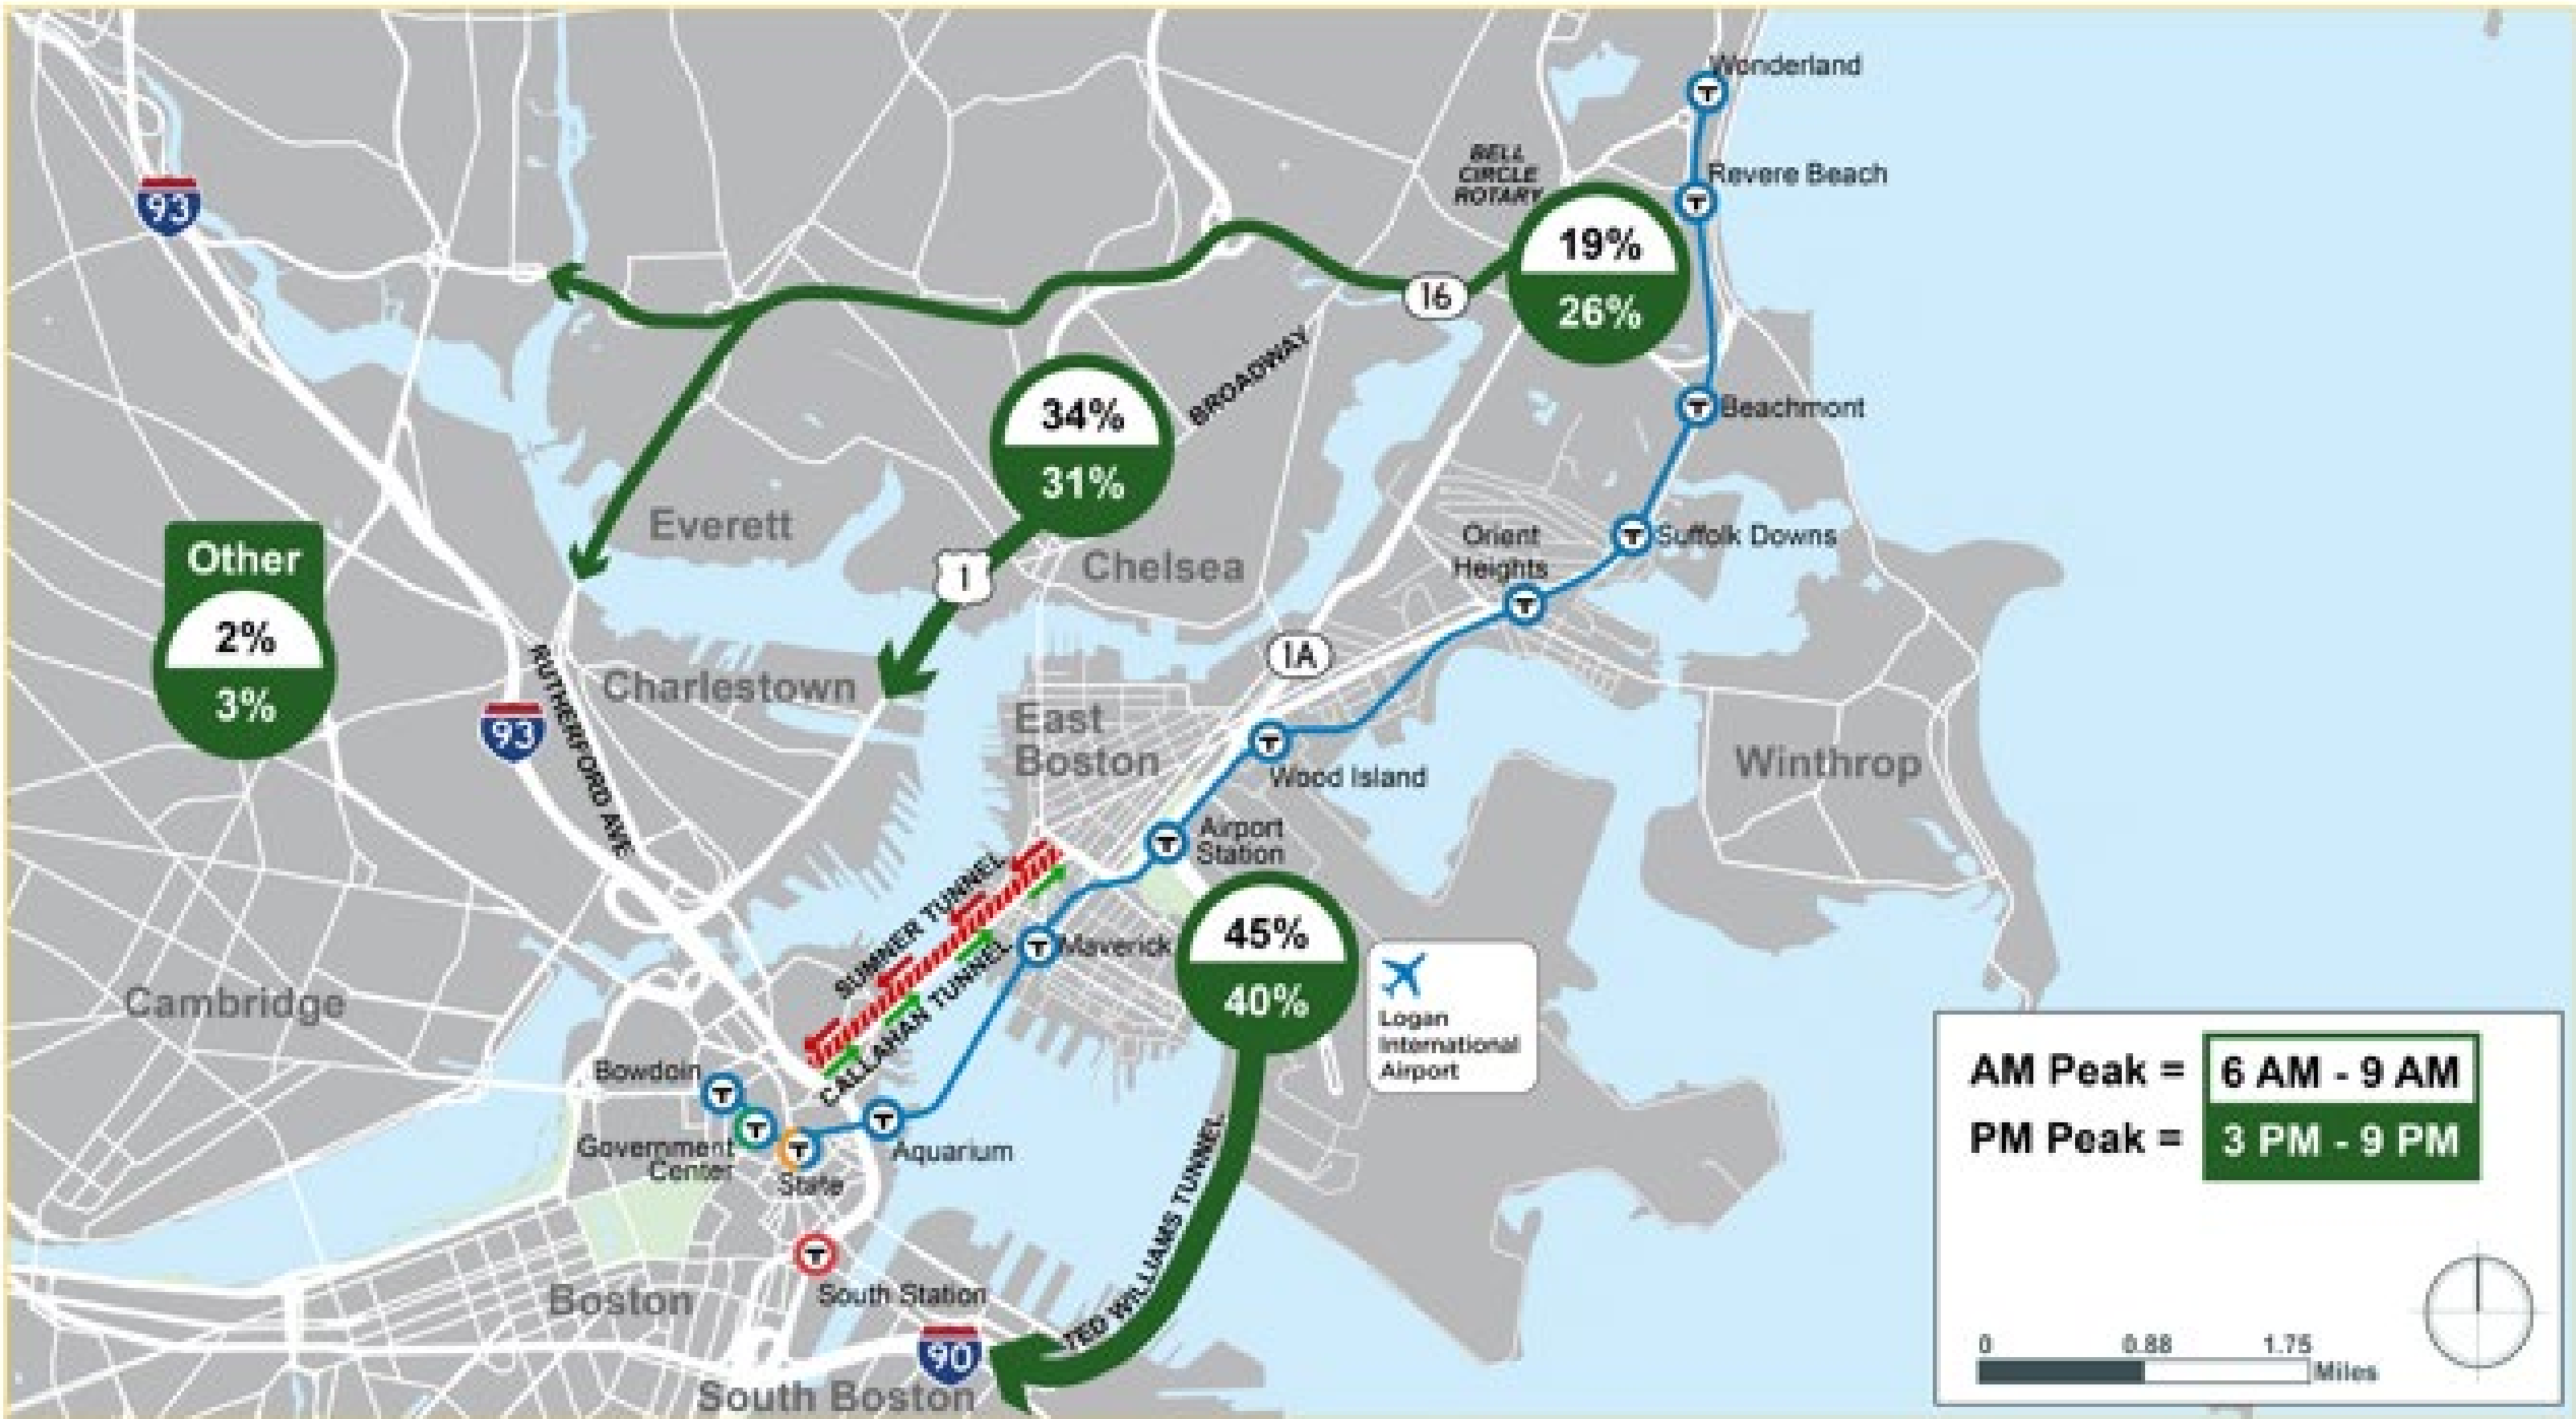 Wonderland
BELL
CIRCLE
ROTARY
Revere Beach
93
19%
26%
16
34%
31%
BROADWAY
Beachmont
Everett
Orient
Heights
Suffolk Downs
Other
2%
3%
1
Chelsea
RUTHERFORD AVE
1A
Charlestown
93
East
Boston
Wood Island
Winthrop
Airport
Station
SUMNER TUNNEL
CALLAHAN TUNNEL
T Maverick
45%
40%
Logan
International
Airport
Cambridge
Bowdoin
Government
Center
State
Aquarium
South Station
Boston
TED WILLIAMS TUNNEL
90
South Boston
AM Peak = 6 AM - 9 AM
PM Peak = 3 PM - 9 PM
0 0.88 1.75
Miles